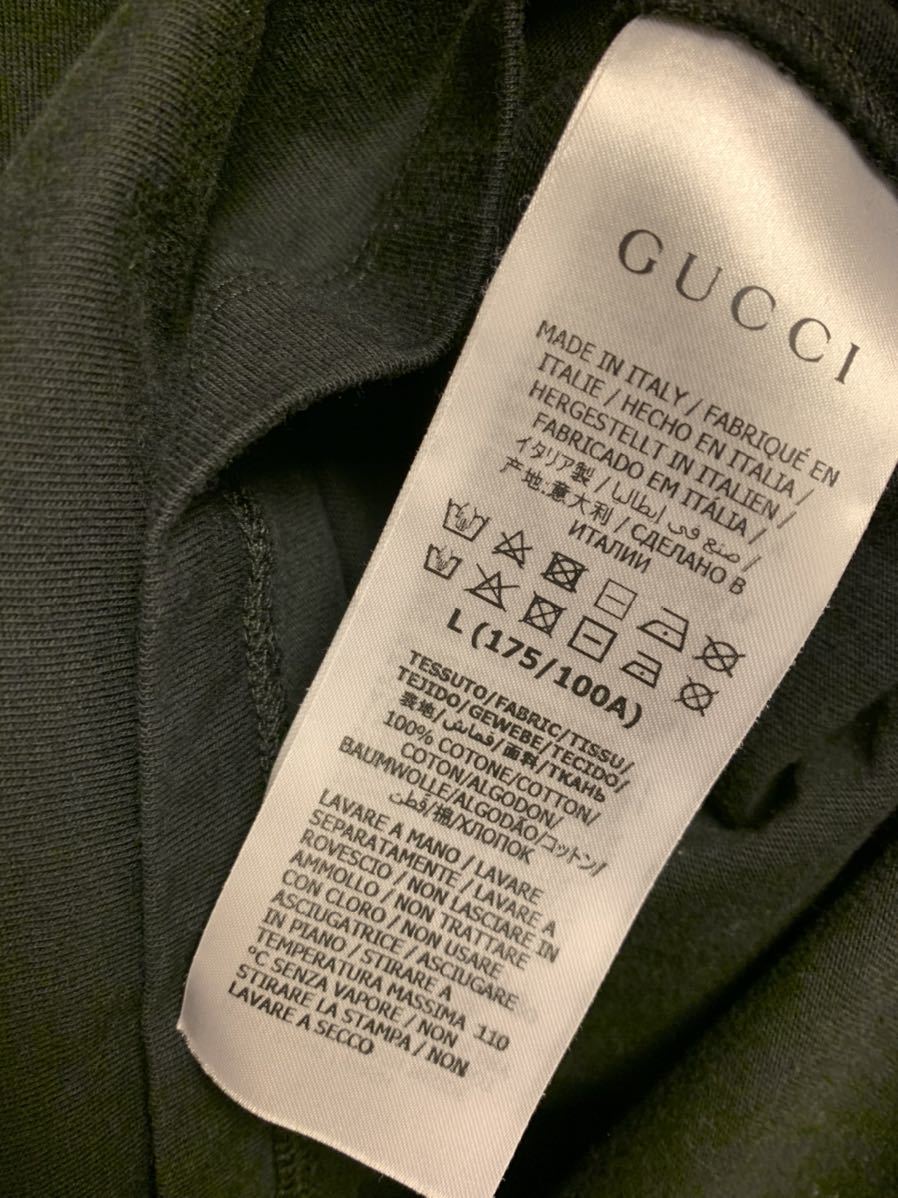 GUCCI
MADE IN ITALY / FABRIQUÉ EN
ITALIE / HECHO EN ITALIA /
HERGESTELLT IN ITALIEN /
FABRICADO EM ITÁLIA /
イタリア製 / صنع في إيطاليا /
产地:意大利 / СДЕЛАНО В
ИТАЛИИ
L (175/100A)
TESSUTO/FABRIC/TISSU/
TEJIDO/GEWEBE/TECIDO/
表地/قماش/面料/ТКАНЬ
100% COTONE/COTTON/
COTON/ALGODON/
BAUMWOLLE/ALGODÃO/コットン/
قطن/棉/ХЛОПОК
LAVARE A MANO / LAVARE
SEPARATAMENTE / LAVARE A
ROVESCIO / NON LASCIARE IN
AMMOLLO / NON TRATTARE
CON CLORO / NON USARE
ASCIUGATRICE / ASCIUGARE
IN PIANO / STIRARE A
TEMPERATURA MASSIMA 110
°C SENZA VAPORE / NON
STIRARE LA STAMPA / NON
LAVARE A SECCO